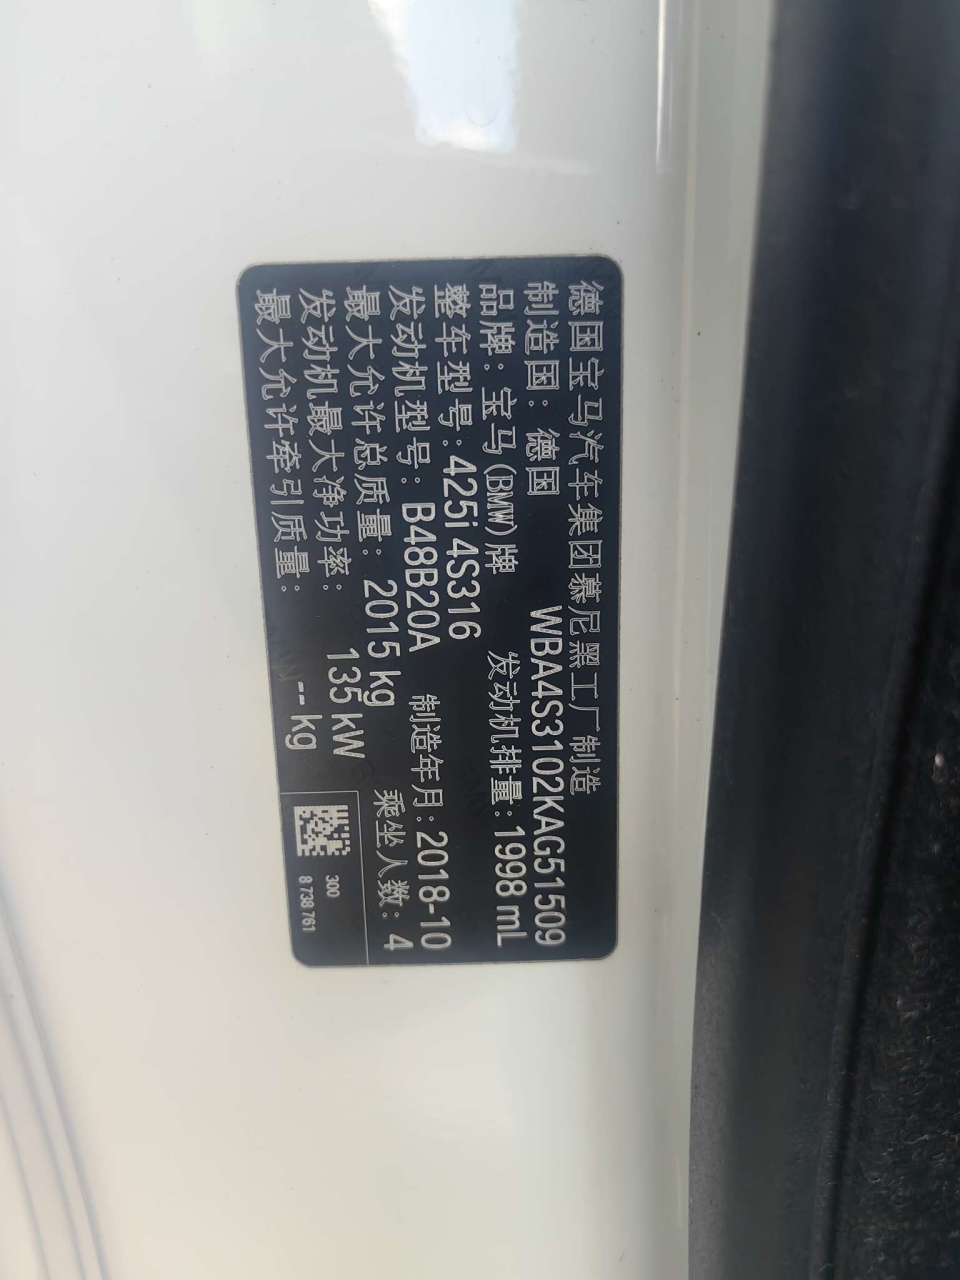 德国宝马汽车集团慕尼黑工厂制造
制造国：德国 WBA4S3102KAG51509
品牌：宝马(BMW)牌 发动机排量：1998 mL
整车型号：425i 4S316
发动机型号：B48B20A 制造年月：2018-10
最大允许总质量：2015 kg 乘坐人数：4
发动机最大净功率：135 kW
最大允许牵引质量：-- kg
300
8 738 761